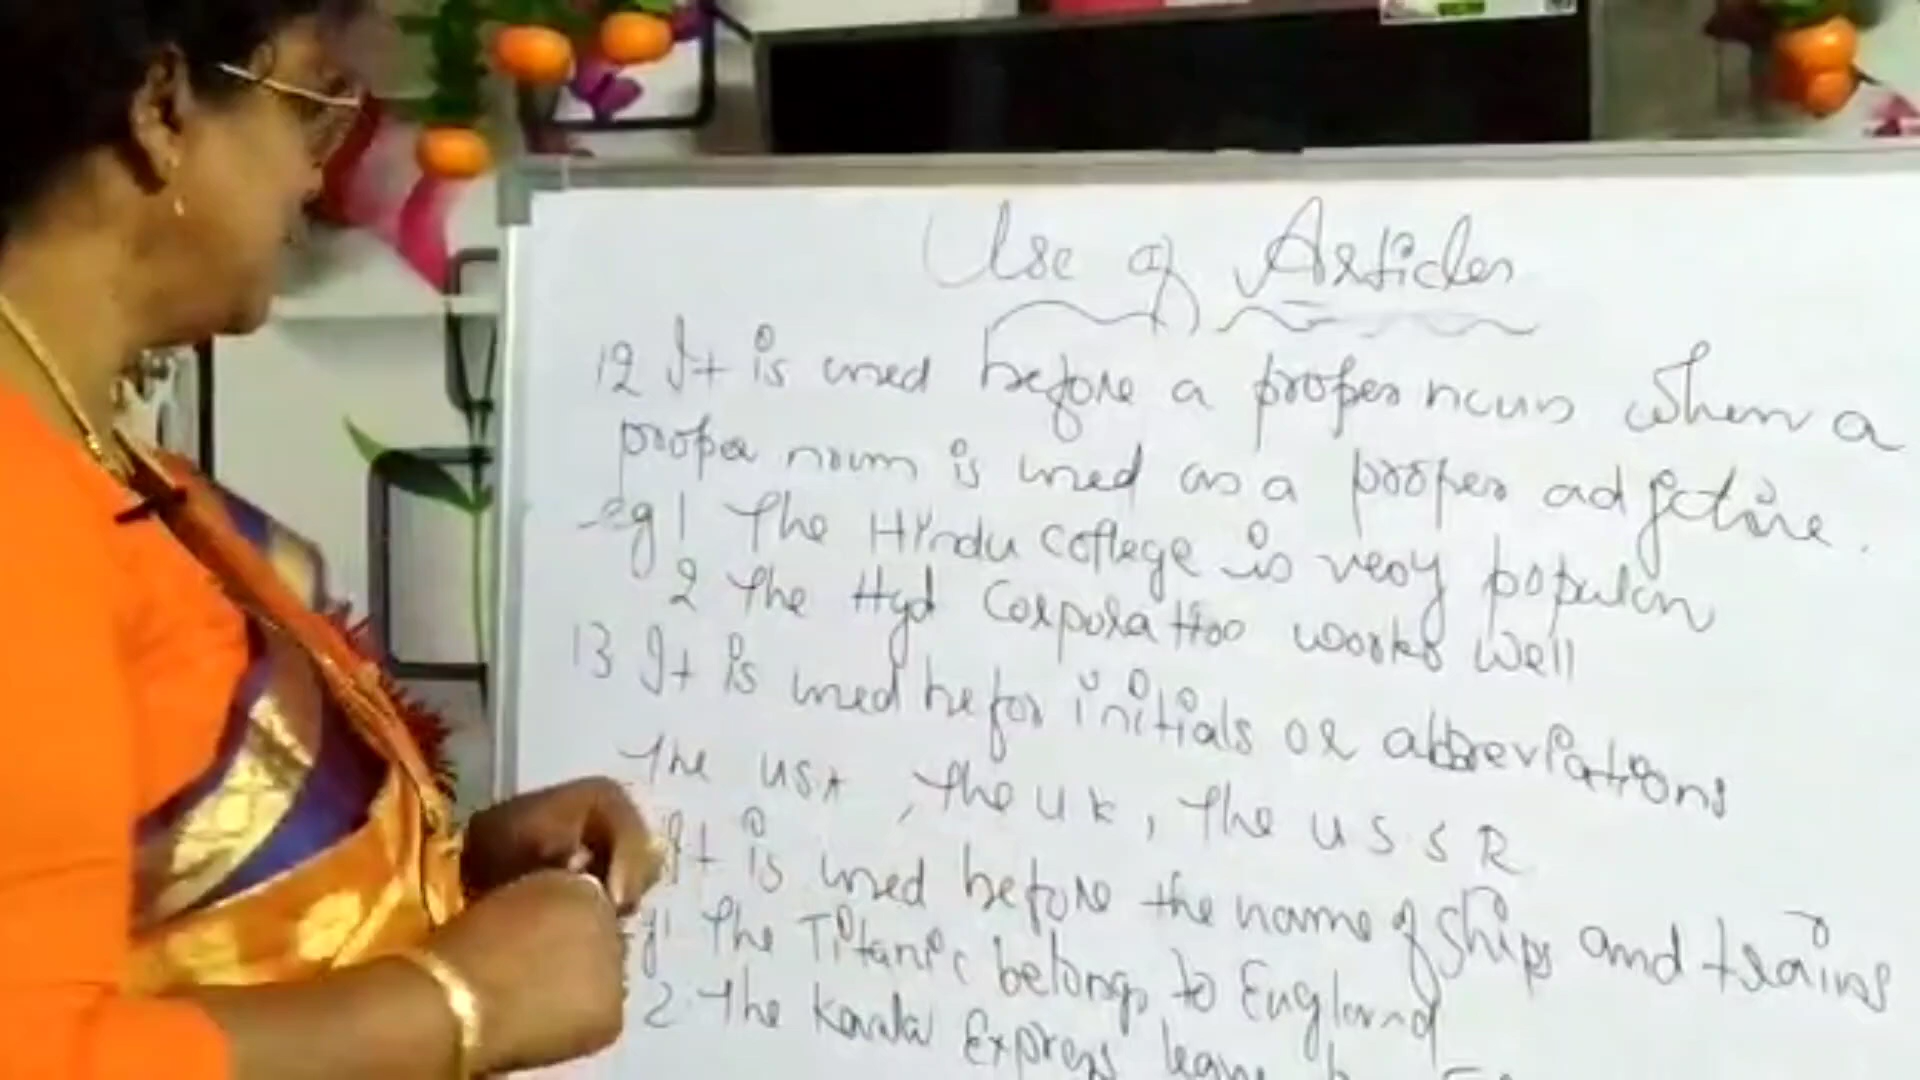 Use of Articles
12 It is used before a proper noun when a
proper noun is used as a proper adjective.
eg 1 The Hindu College is very popular
2 The Hyd Corporation works well
13 It is used before initials or abbreviations
The USA, The UK, The USSR
It is used before the name of ships and trains
1. The Titanic belongs to England
2. The Express